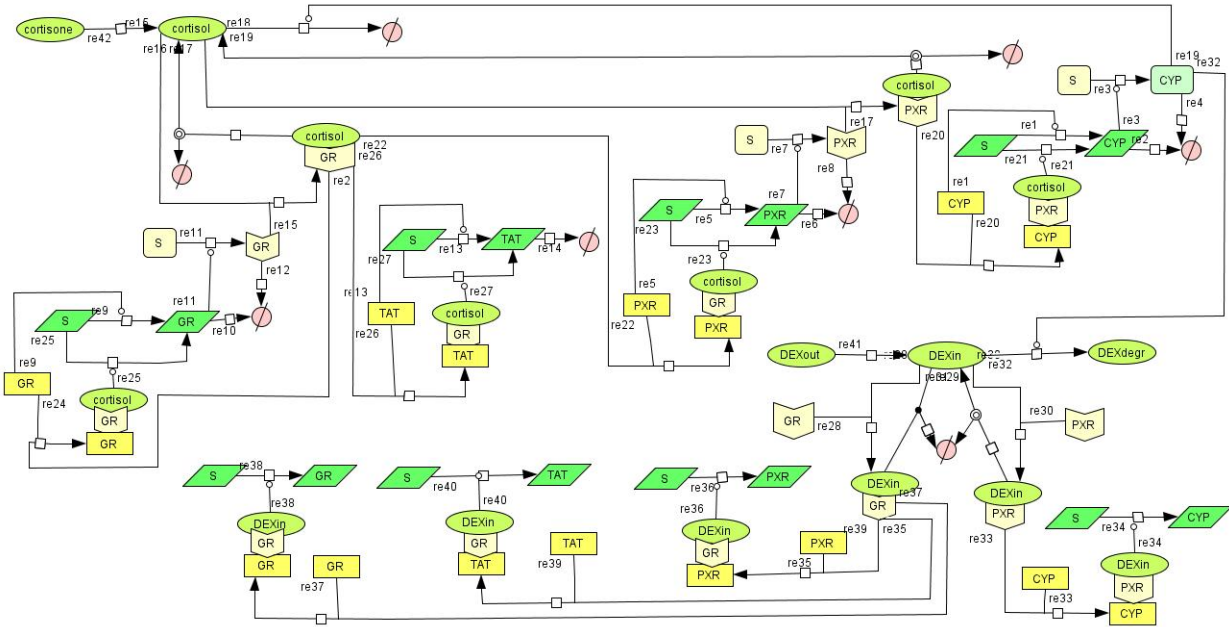 cortisone
re15
re42
cortisol
re18
re19
re16
re17
re19
re32
cortisol
PXR
re17
re20
S
re3
CYP
re4
re3
re1
S
re21
CYP
re2
re21
cortisol
PXR
CYP
re1
CYP
re20
cortisol
GR
re22
re26
re2
S
re7
PXR
re8
re7
S
re5
PXR
re6
re23
re23
cortisol
GR
PXR
re5
PXR
re22
re15
S
re11
GR
re12
S
re13
TAT
re14
re27
re27
cortisol
GR
TAT
re13
TAT
re26
re9
S
re11
GR
re10
re25
re25
cortisol
GR
GR
re9
GR
re24
DEXout
re41
DEXin
re32
DEXdegr
GR
re28
re30
PXR
DEXin
GR
re37
re39
re35
DEXin
PXR
re33
S
re38
GR
re38
DEXin
GR
GR
GR
re37
S
re40
TAT
re40
DEXin
GR
TAT
TAT
re39
S
re36
PXR
re36
DEXin
GR
PXR
PXR
re35
S
re34
CYP
re34
DEXin
PXR
CYP
CYP
re33